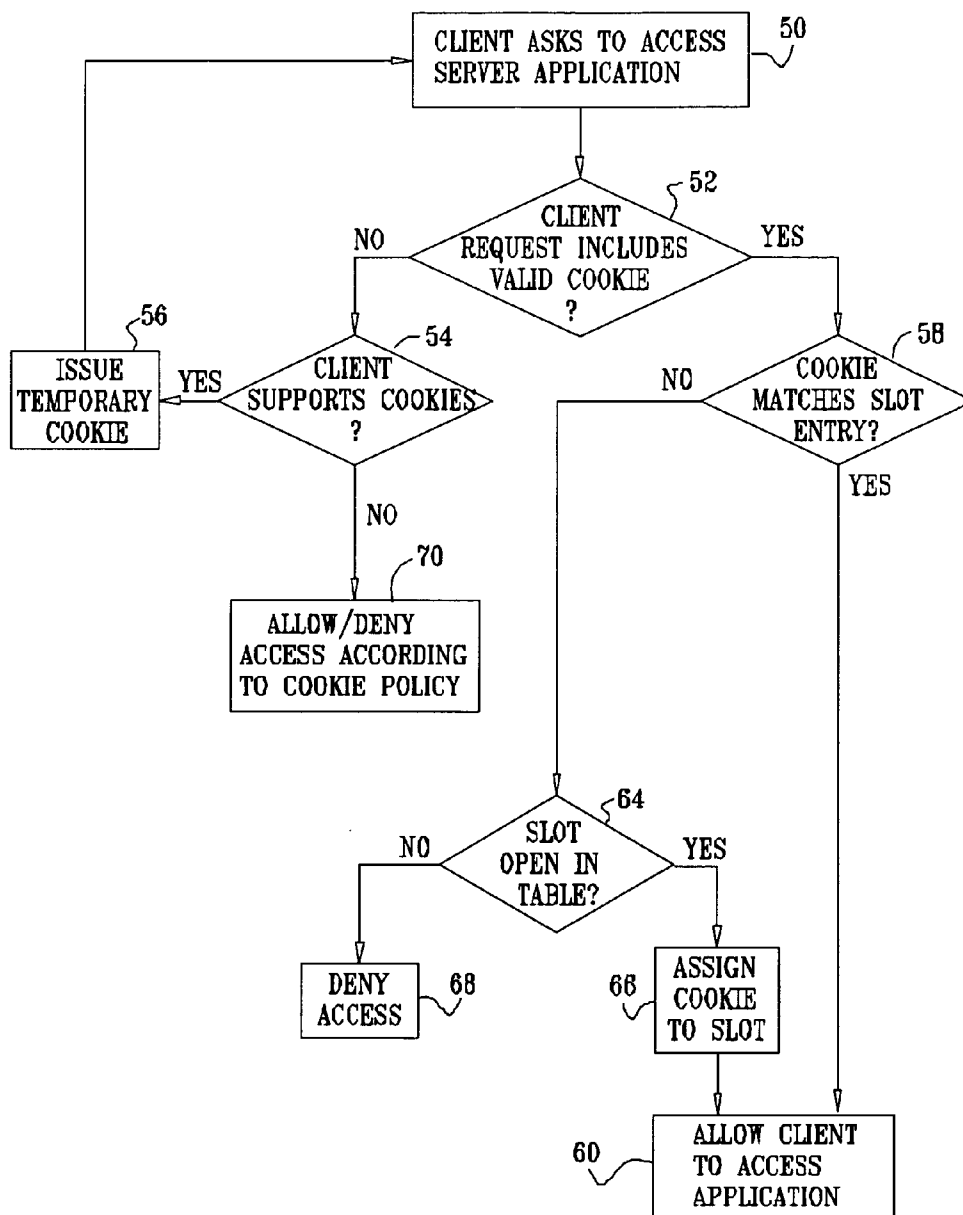 CLIENT ASKS TO ACCESS
SERVER APPLICATION
50
52
CLIENT
REQUEST INCLUDES
VALID COOKIE
?
NO
YES
56
ISSUE
TEMPORARY
COOKIE
YES
54
CLIENT
SUPPORTS COOKIES
?
NO
58
COOKIE
MATCHES SLOT
ENTRY?
NO
YES
70
ALLOW/DENY
ACCESS ACCORDING
TO COOKIE POLICY
64
SLOT
OPEN IN
TABLE?
NO
YES
DENY
ACCESS
68
66
ASSIGN
COOKIE
TO SLOT
60
ALLOW CLIENT
TO ACCESS
APPLICATION